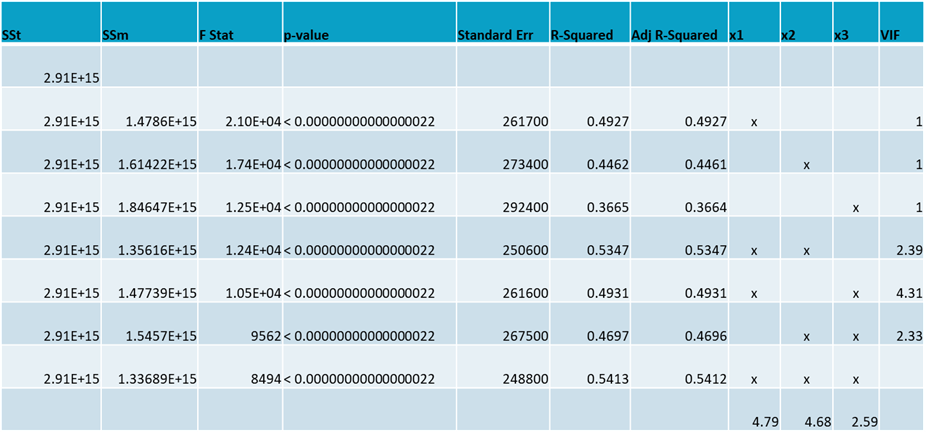 SSt SSm F Stat p-value Standard Err R-Squared Adj R-Squared x1 x2 x3 VIF
2.91E+15
2.91E+15 1.4786E+15 2.10E+04 < 0.00000000000000022 261700 0.4927 0.4927 x 1
2.91E+15 1.61422E+15 1.74E+04 < 0.00000000000000022 273400 0.4462 0.4461 x 1
2.91E+15 1.84647E+15 1.25E+04 < 0.00000000000000022 292400 0.3665 0.3664 x 1
2.91E+15 1.35616E+15 1.24E+04 < 0.00000000000000022 250600 0.5347 0.5347 x x 2.39
2.91E+15 1.47739E+15 1.05E+04 < 0.00000000000000022 261600 0.4931 0.4931 x x 4.31
2.91E+15 1.5457E+15 9562 < 0.00000000000000022 267500 0.4697 0.4696 x x 2.33
2.91E+15 1.33689E+15 8494 < 0.00000000000000022 248800 0.5413 0.5412 x x x
4.79 4.68 2.59